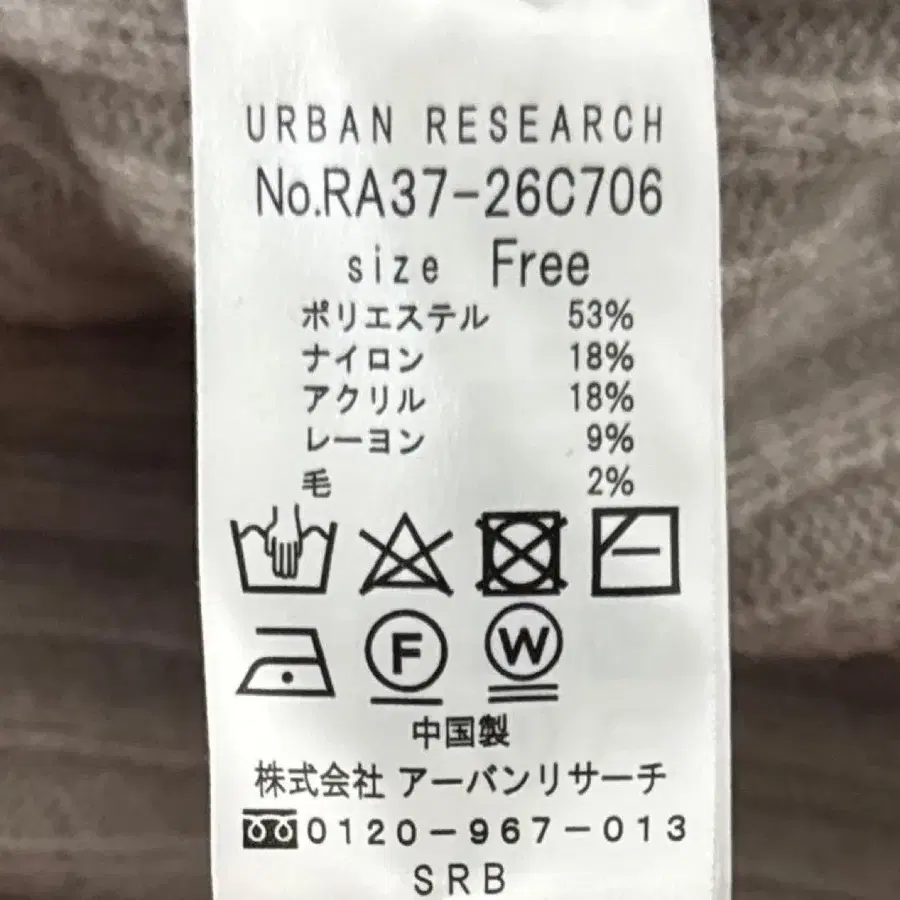 URBAN RESEARCH
No.RA37-26C706
size Free
ポリエステル 53%
ナイロン 18%
アクリル 18%
レーヨン 9%
毛 2%
F W
中国製
株式会社 アーバンリサーチ
0120-967-013
SRB